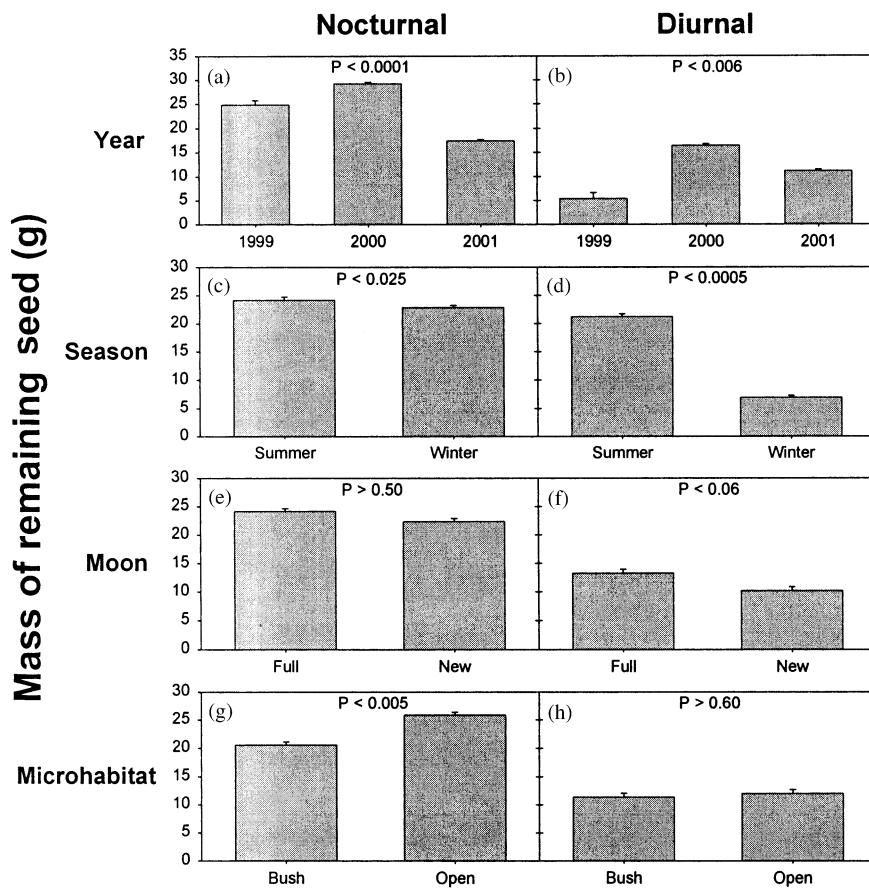 Nocturnal Diurnal
Mass of remaining seed (g)
Year
35
30
25
20
15
10
5
0
(a) P < 0.0001
(b) P < 0.006
1999 2000 2001 1999 2000 2001
Season
30
25
20
15
10
5
0
(c) P < 0.025
(d) P < 0.0005
Summer Winter Summer Winter
Moon
30
25
20
15
10
5
0
(e) P > 0.50
P < 0.06 (f)
Full New Full New
Microhabitat
30
25
20
15
10
5
0
(g) P < 0.005
(h) P > 0.60
Bush Open Bush Open